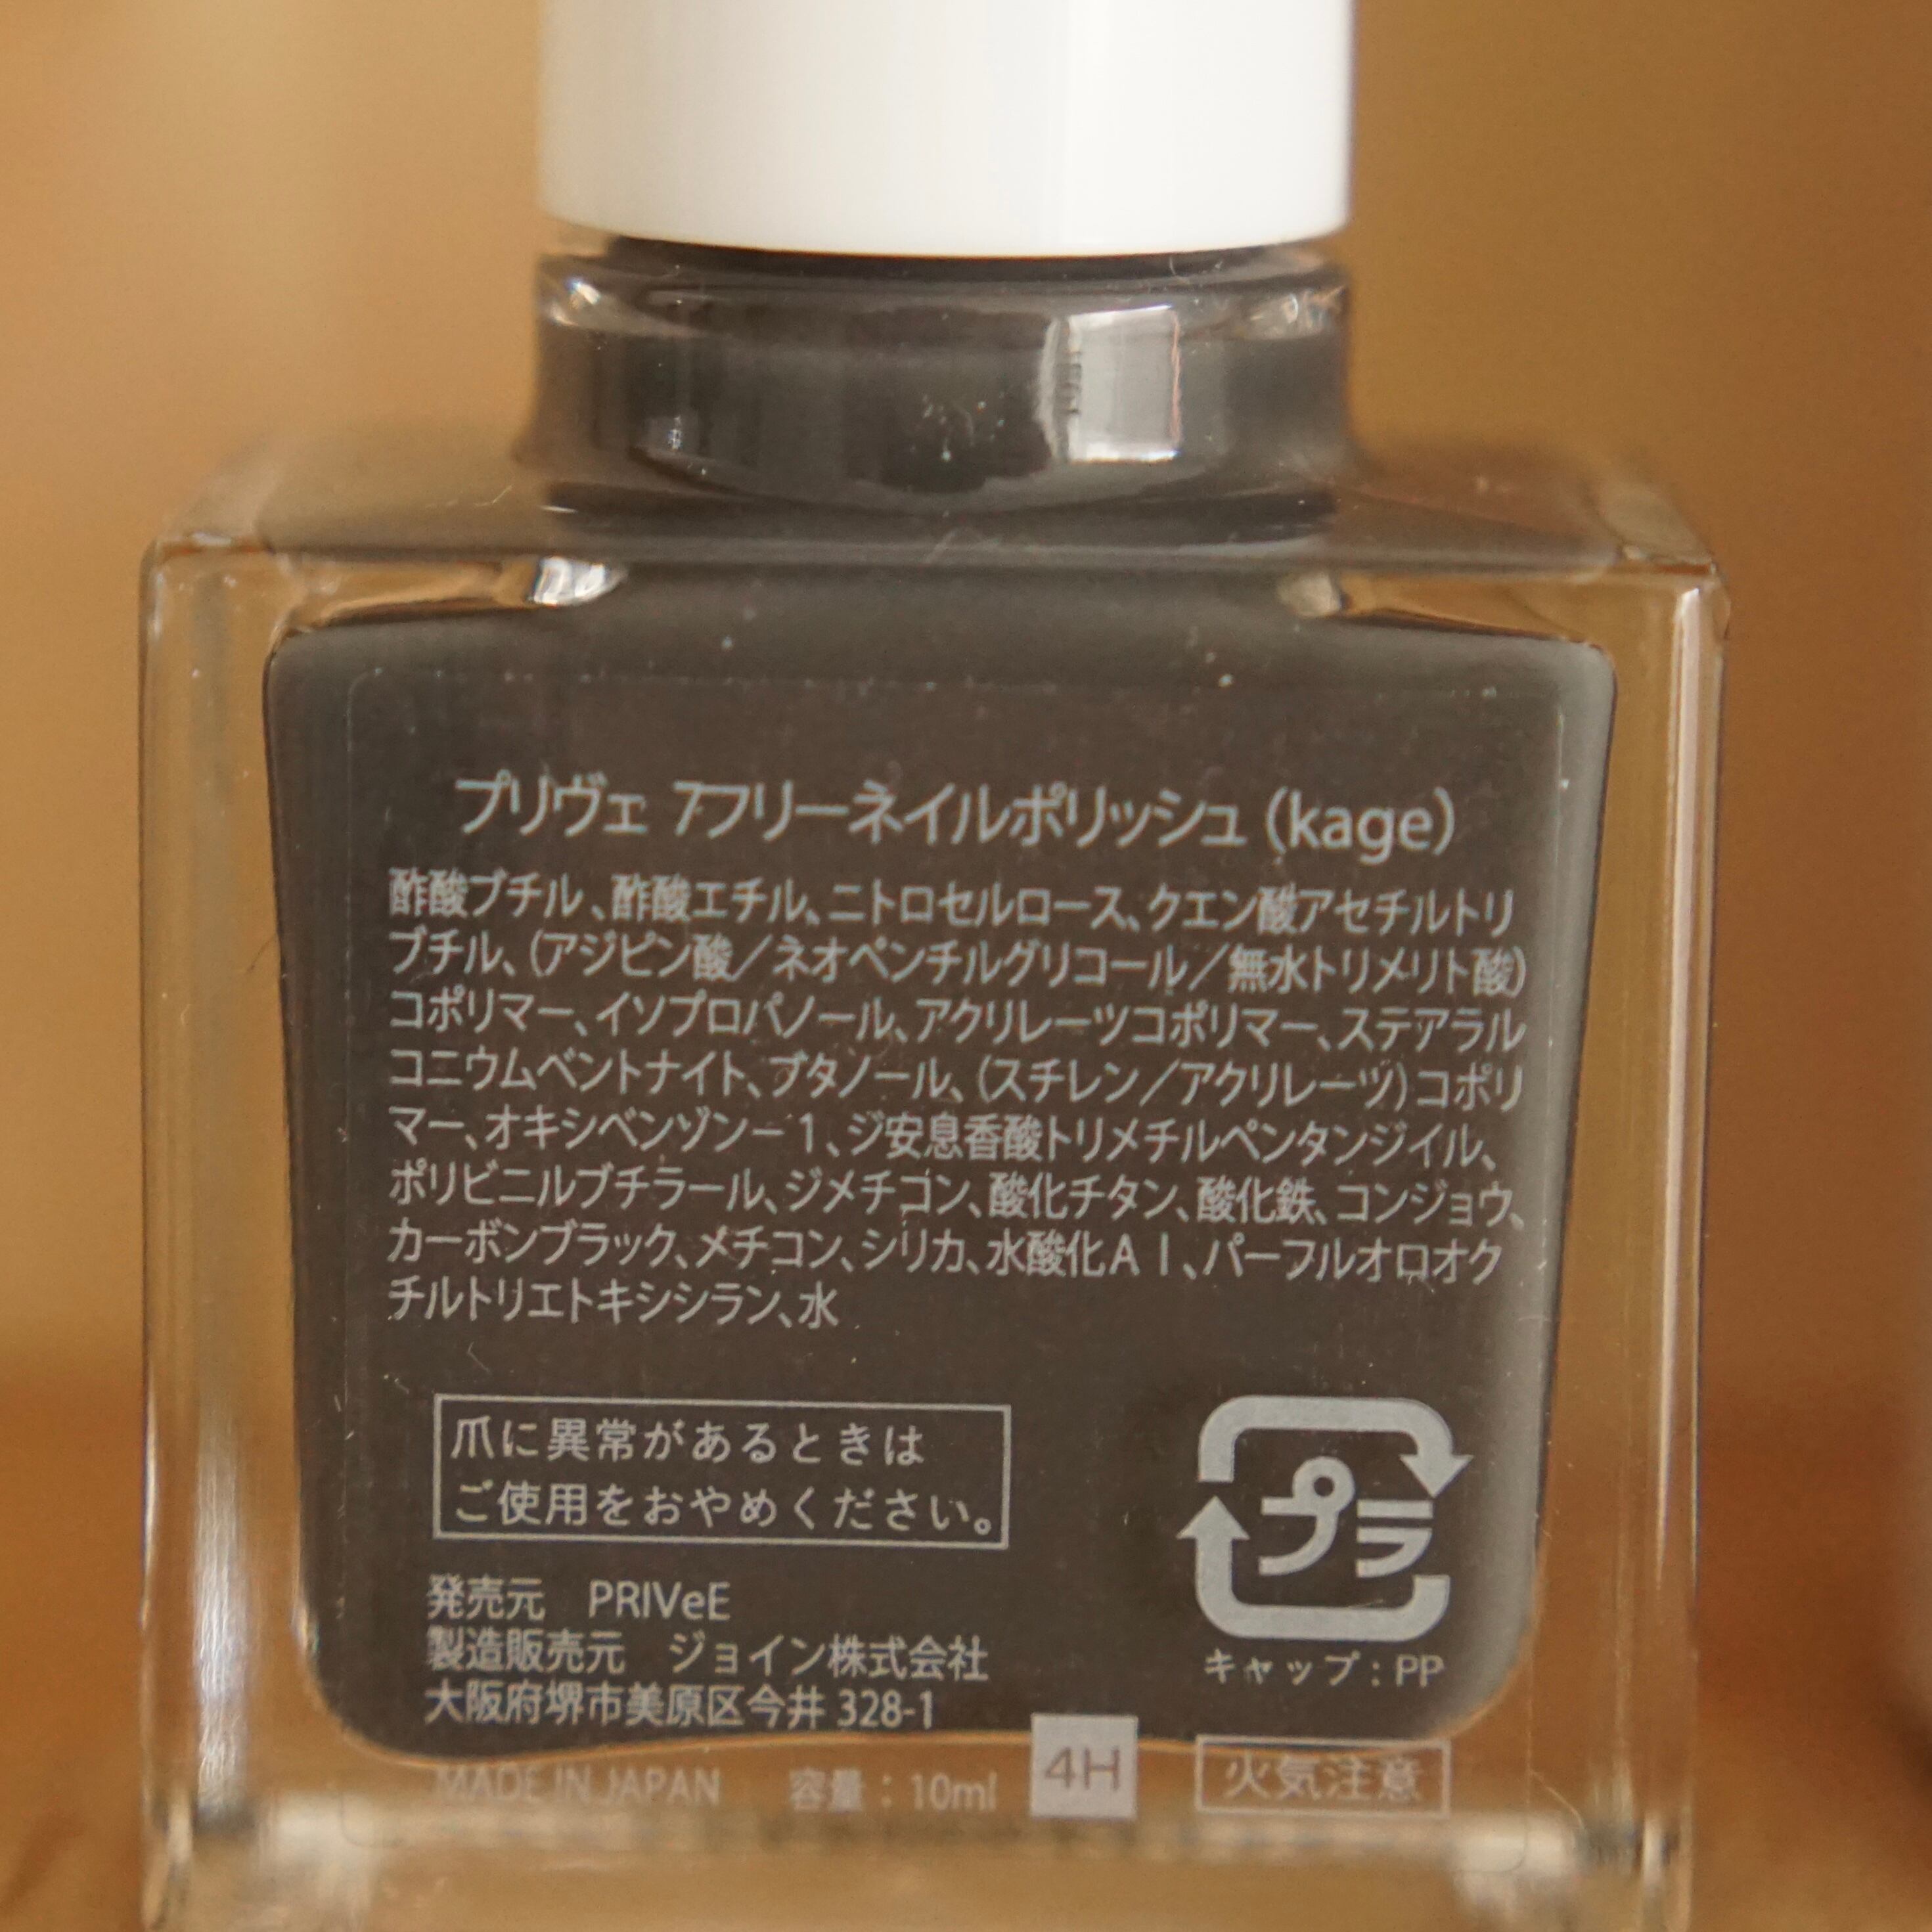 プリヴェ 7フリーネイルポリッシュ（kage）
酢酸ブチル、酢酸エチル、ニトロセルロース、クエン酸アセチルトリ
ブチル、（アジピン酸／ネオペンチルグリコール／無水トリメリト酸）
コポリマー、イソプロパノール、アクリレーツコポリマー、ステアラル
コニウムベントナイト、ブタノール、（スチレン／アクリレーツ）コポリ
マー、オキシベンゾン－1、ジ安息香酸トリメチルペンタンジイル、
ポリビニルブチラール、ジメチコン、酸化チタン、酸化鉄、コンジョウ、
カーボンブラック、メチコン、シリカ、水酸化Ａｌ、パーフルオロオク
チルトリエトキシシラン、水
爪に異常があるときは
ご使用をおやめください。
プラ
キャップ：PP
発売元　PRIVeE
製造販売元　ジョイン株式会社
大阪府堺市美原区今井 328-1
MADE IN JAPAN　容量：10ml　4H　火気注意